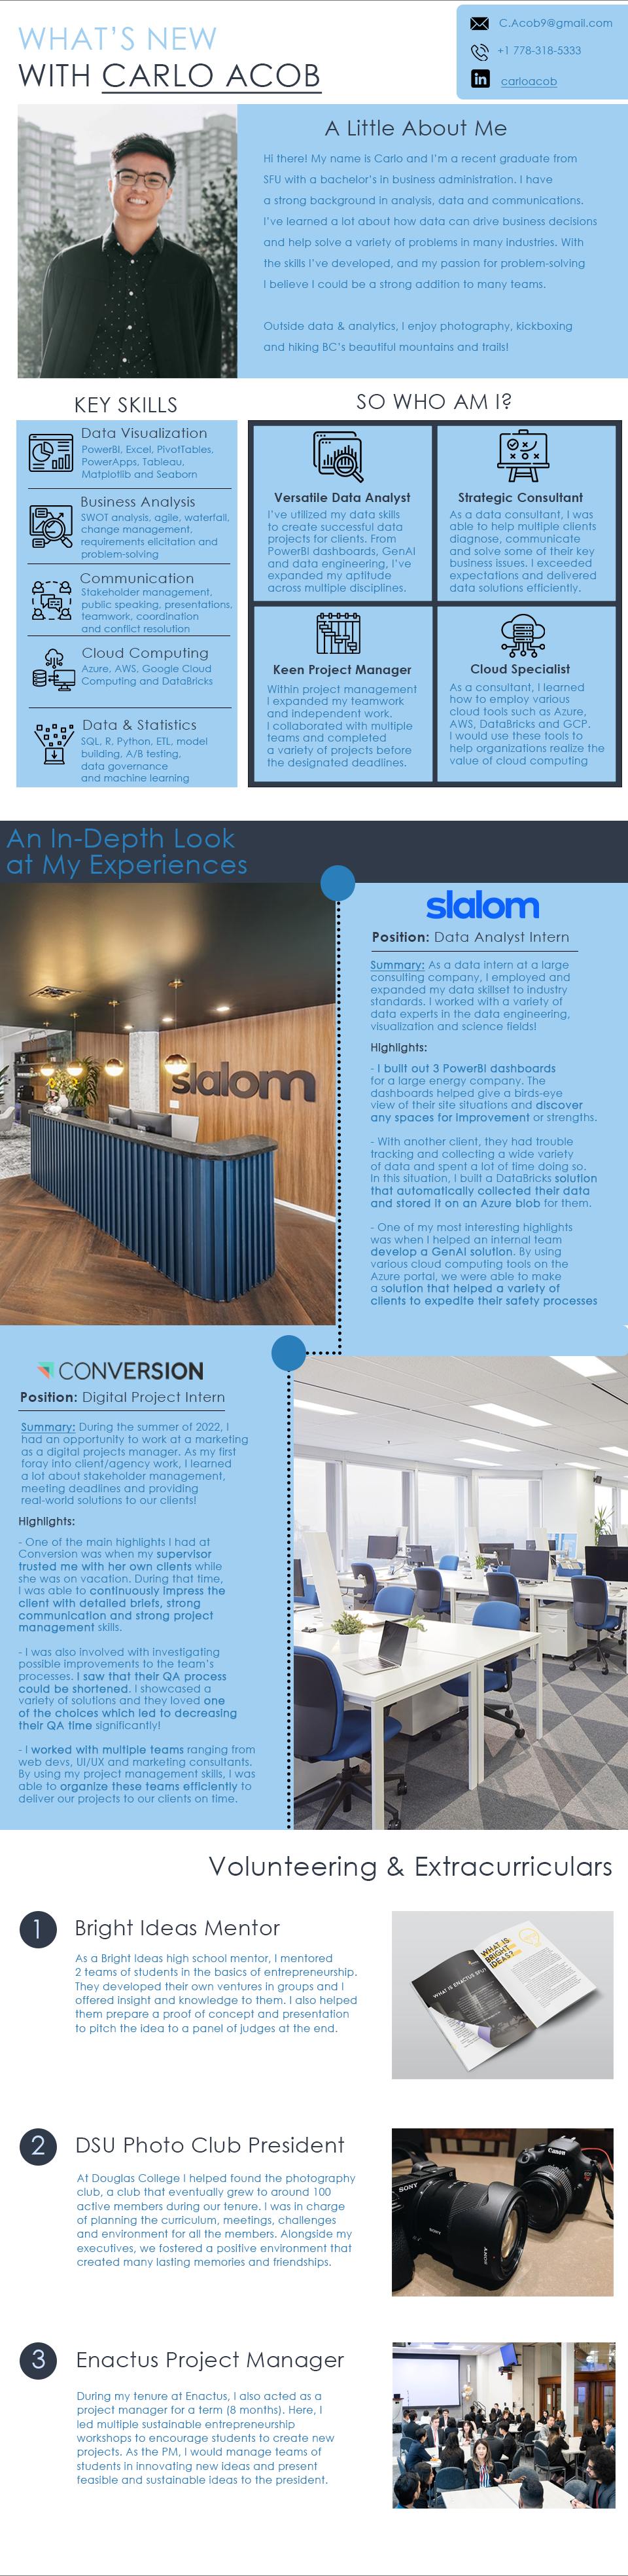 WHAT'S NEW
WITH CARLO ACOB
C.Acob9@gmail.com
+1 778-318-5333
in carloacob
A Little About Me
Hi there! My name is Carlo and I'm a recent graduate from
SFU with a bachelor's in business administration. I have
a strong background in analysis, data and communications.
I've learned a lot about how data can drive business decisions
and help solve a variety of problems in many industries. With
the skills I've developed, and my passion for problem-solving
I believe I could be a strong addition to many teams.
Outside data & analytics, I enjoy photography, kickboxing
and hiking BC's beautiful mountains and trails!
KEY SKILLS
Data Visualization
PowerBI, Excel, PivotTables,
PowerApps, Tableau,
Matplotlib and Seaborn
Business Analysis
SWOT analysis, agile, waterfall,
change management,
requirements elicitation and
problem-solving
Communication
Stakeholder management,
public speaking, presentations,
teamwork, coordination
and conflict resolution
Cloud Computing
Azure, AWS, Google Cloud
Computing and DataBricks
Data & Statistics
SQL, R, Python, ETL, model
building, A/B testing,
data governance
and machine learning
SO WHO AM I?
Versatile Data Analyst
I've utilized my data skills
to create successful data
projects for clients. From
PowerBI dashboards, GenAI
and data engineering, I've
expanded my aptitude
across multiple disciplines.
Strategic Consultant
As a data consultant, I was
able to help multiple clients
diagnose, communicate
and solve some of their key
business issues. I exceeded
expectations and delivered
data solutions efficiently.
Keen Project Manager
Within project management
I expanded my teamwork
and independent work.
I collaborated with multiple
teams and completed
a variety of projects before
the designated deadlines.
Cloud Specialist
As a consultant, I learned
how to employ various
cloud tools such as Azure,
AWS, DataBricks and GCP.
I would use these tools to
help organizations realize the
value of cloud computing
An In-Depth Look
at My Experiences
slalom
slalom
Position: Data Analyst Intern
Summary: As a data intern at a large
consulting company, I employed and
expanded my data skillset to industry
standards. I worked with a variety of
data experts in the data engineering,
visualization and science fields!
Highlights:
- I built out 3 PowerBI dashboards
for a large energy company. The
dashboards helped give a birds-eye
view of their site situations and discover
any spaces for improvement or strengths.
- With another client, they had trouble
tracking and collecting a wide variety
of data and spent a lot of time doing so.
In this situation, I built a DataBricks solution
that automatically collected their data
and stored it on an Azure blob for them.
- One of my most interesting highlights
was when I helped an internal team
develop a GenAI solution. By using
various cloud computing tools on the
Azure portal, we were able to make
a solution that helped a variety of
clients to expedite their safety processes
CONVERSION
Position: Digital Project Intern
Summary: During the summer of 2022, I
had an opportunity to work at a marketing
as a digital projects manager. As my first
foray into client/agency work, I learned
a lot about stakeholder management,
meeting deadlines and providing
real-world solutions to our clients!
Highlights:
- One of the main highlights I had at
Conversion was when my supervisor
trusted me with her own clients while
she was on vacation. During that time,
I was able to continuously impress the
client with detailed briefs, strong
communication and strong project
management skills.
- I was also involved with investigating
possible improvements to the team's
processes. I saw that their QA process
could be shortened. I showcased a
variety of solutions and they loved one
of the choices which led to decreasing
their QA time significantly!
- I worked with multiple teams ranging from
web devs, UI/UX and marketing consultants.
By using my project management skills, I was
able to organize these teams efficiently to
deliver our projects to our clients on time.
Volunteering & Extracurriculars
1 Bright Ideas Mentor
As a Bright Ideas high school mentor, I mentored
2 teams of students in the basics of entrepreneurship.
They developed their own ventures in groups and I
offered insight and knowledge to them. I also helped
them prepare a proof of concept and presentation
to pitch the idea to a panel of judges at the end.
WHAT IS ENACTUS SFU?
WHAT IS
BRIGHT
IDEAS?
2 DSU Photo Club President
At Douglas College I helped found the photography
club, a club that eventually grew to around 100
active members during our tenure. I was in charge
of planning the curriculum, meetings, challenges
and environment for all the members. Alongside my
executives, we fostered a positive environment that
created many lasting memories and friendships.
SONY
Canon
3 Enactus Project Manager
During my tenure at Enactus, I also acted as a
project manager for a term (8 months). Here, I
led multiple sustainable entrepreneurship
workshops to encourage students to create new
projects. As the PM, I would manage teams of
students in innovating new ideas and present
feasible and sustainable ideas to the president.